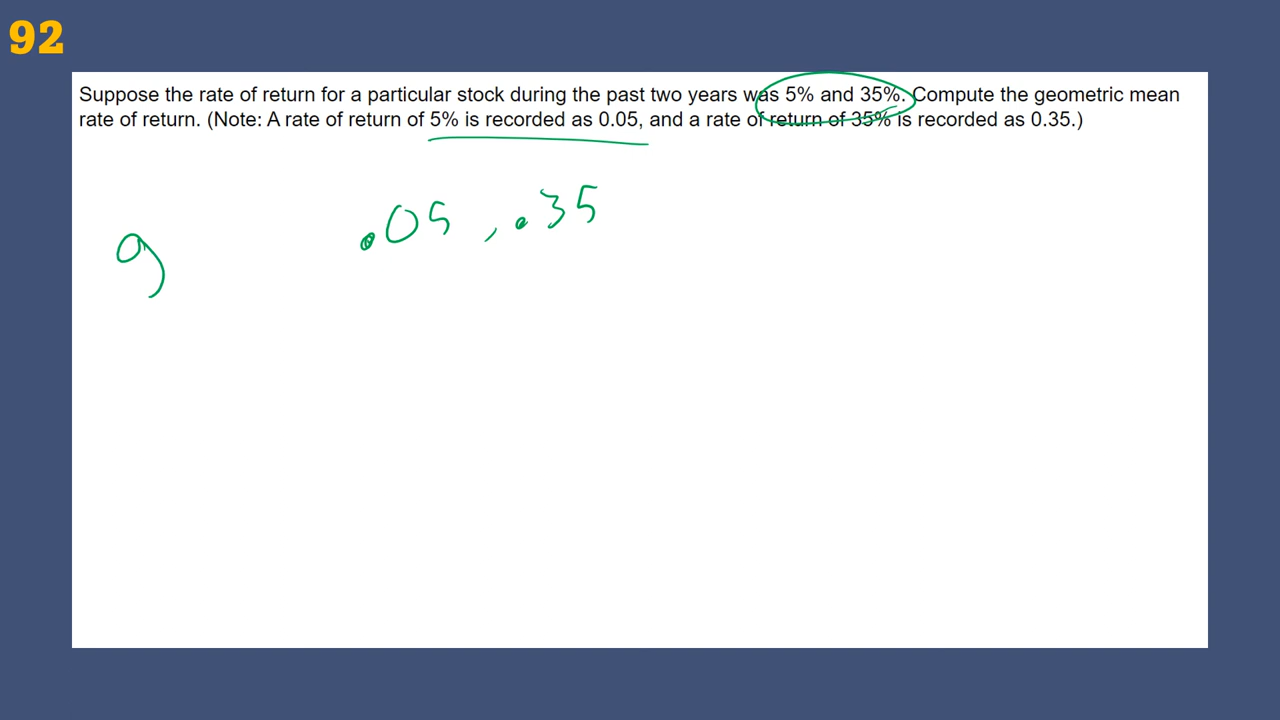 92
Suppose the rate of return for a particular stock during the past two years was 5% and 35%. Compute the geometric mean
rate of return. (Note: A rate of return of 5% is recorded as 0.05, and a rate of return of 35% is recorded as 0.35.)
.05 , .35
g